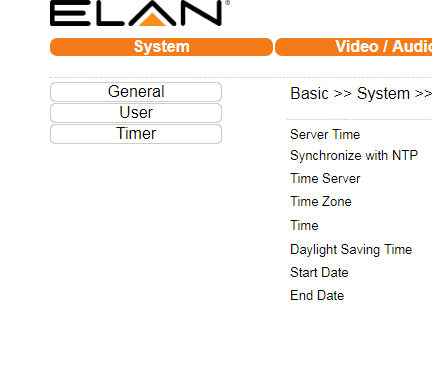 ELAN®
System
Video / Audio
General
User
Timer
Basic >> System >>
Server Time
Synchronize with NTP
Time Server
Time Zone
Time
Daylight Saving Time
Start Date
End Date